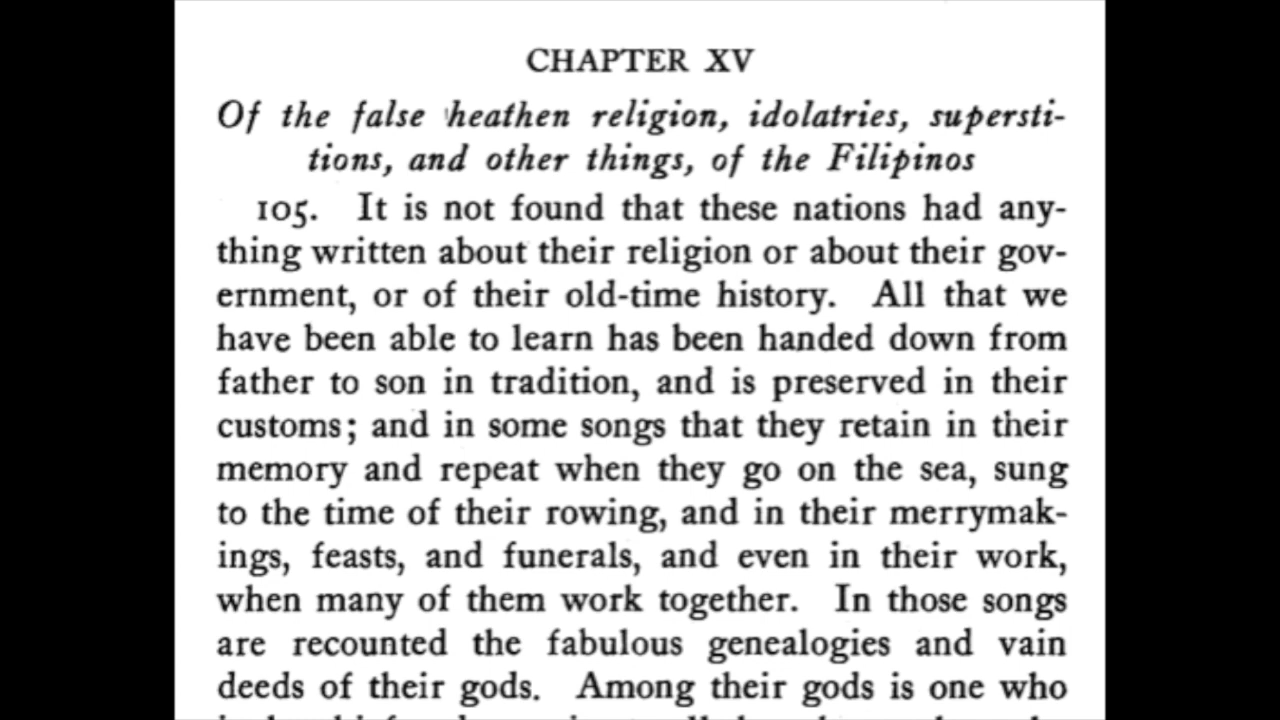 CHAPTER XV
Of the false heathen religion, idolatries, supersti-
tions, and other things, of the Filipinos
105. It is not found that these nations had any-
thing written about their religion or about their gov-
ernment, or of their old-time history. All that we
have been able to learn has been handed down from
father to son in tradition, and is preserved in their
customs; and in some songs that they retain in their
memory and repeat when they go on the sea, sung
to the time of their rowing, and in their merrymak-
ings, feasts, and funerals, and even in their work,
when many of them work together. In those songs
are recounted the fabulous genealogies and vain
deeds of their gods. Among their gods is one who